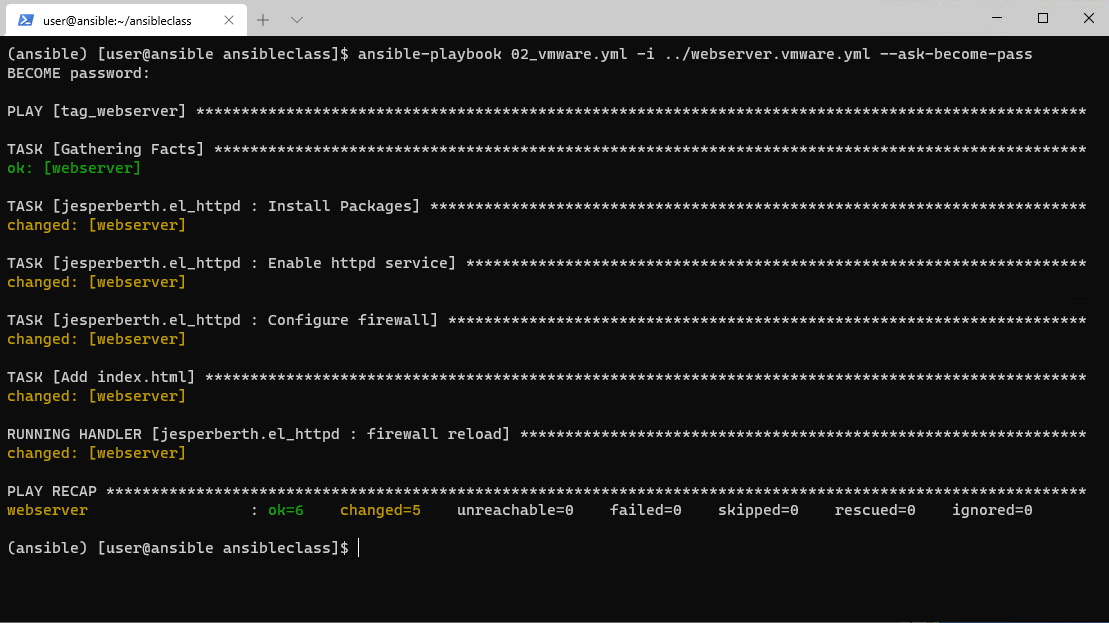 user@ansible:~/ansibleclass
(ansible) [user@ansible ansibleclass]$ ansible-playbook 02_vmware.yml -i ../webserver.vmware.yml --ask-become-pass
BECOME password:
PLAY [tag_webserver] ***************************************************************************************************
TASK [Gathering Facts] *************************************************************************************************
ok: [webserver]
TASK [jesperberth.el_httpd : Install Packages] *************************************************************************
changed: [webserver]
TASK [jesperberth.el_httpd : Enable httpd service] *********************************************************************
changed: [webserver]
TASK [jesperberth.el_httpd : Configure firewall] ***********************************************************************
changed: [webserver]
TASK [Add index.html] **************************************************************************************************
changed: [webserver]
RUNNING HANDLER [jesperberth.el_httpd : firewall reload] ***************************************************************
changed: [webserver]
PLAY RECAP *************************************************************************************************************
webserver                  : ok=6    changed=5    unreachable=0    failed=0    skipped=0    rescued=0    ignored=0
(ansible) [user@ansible ansibleclass]$